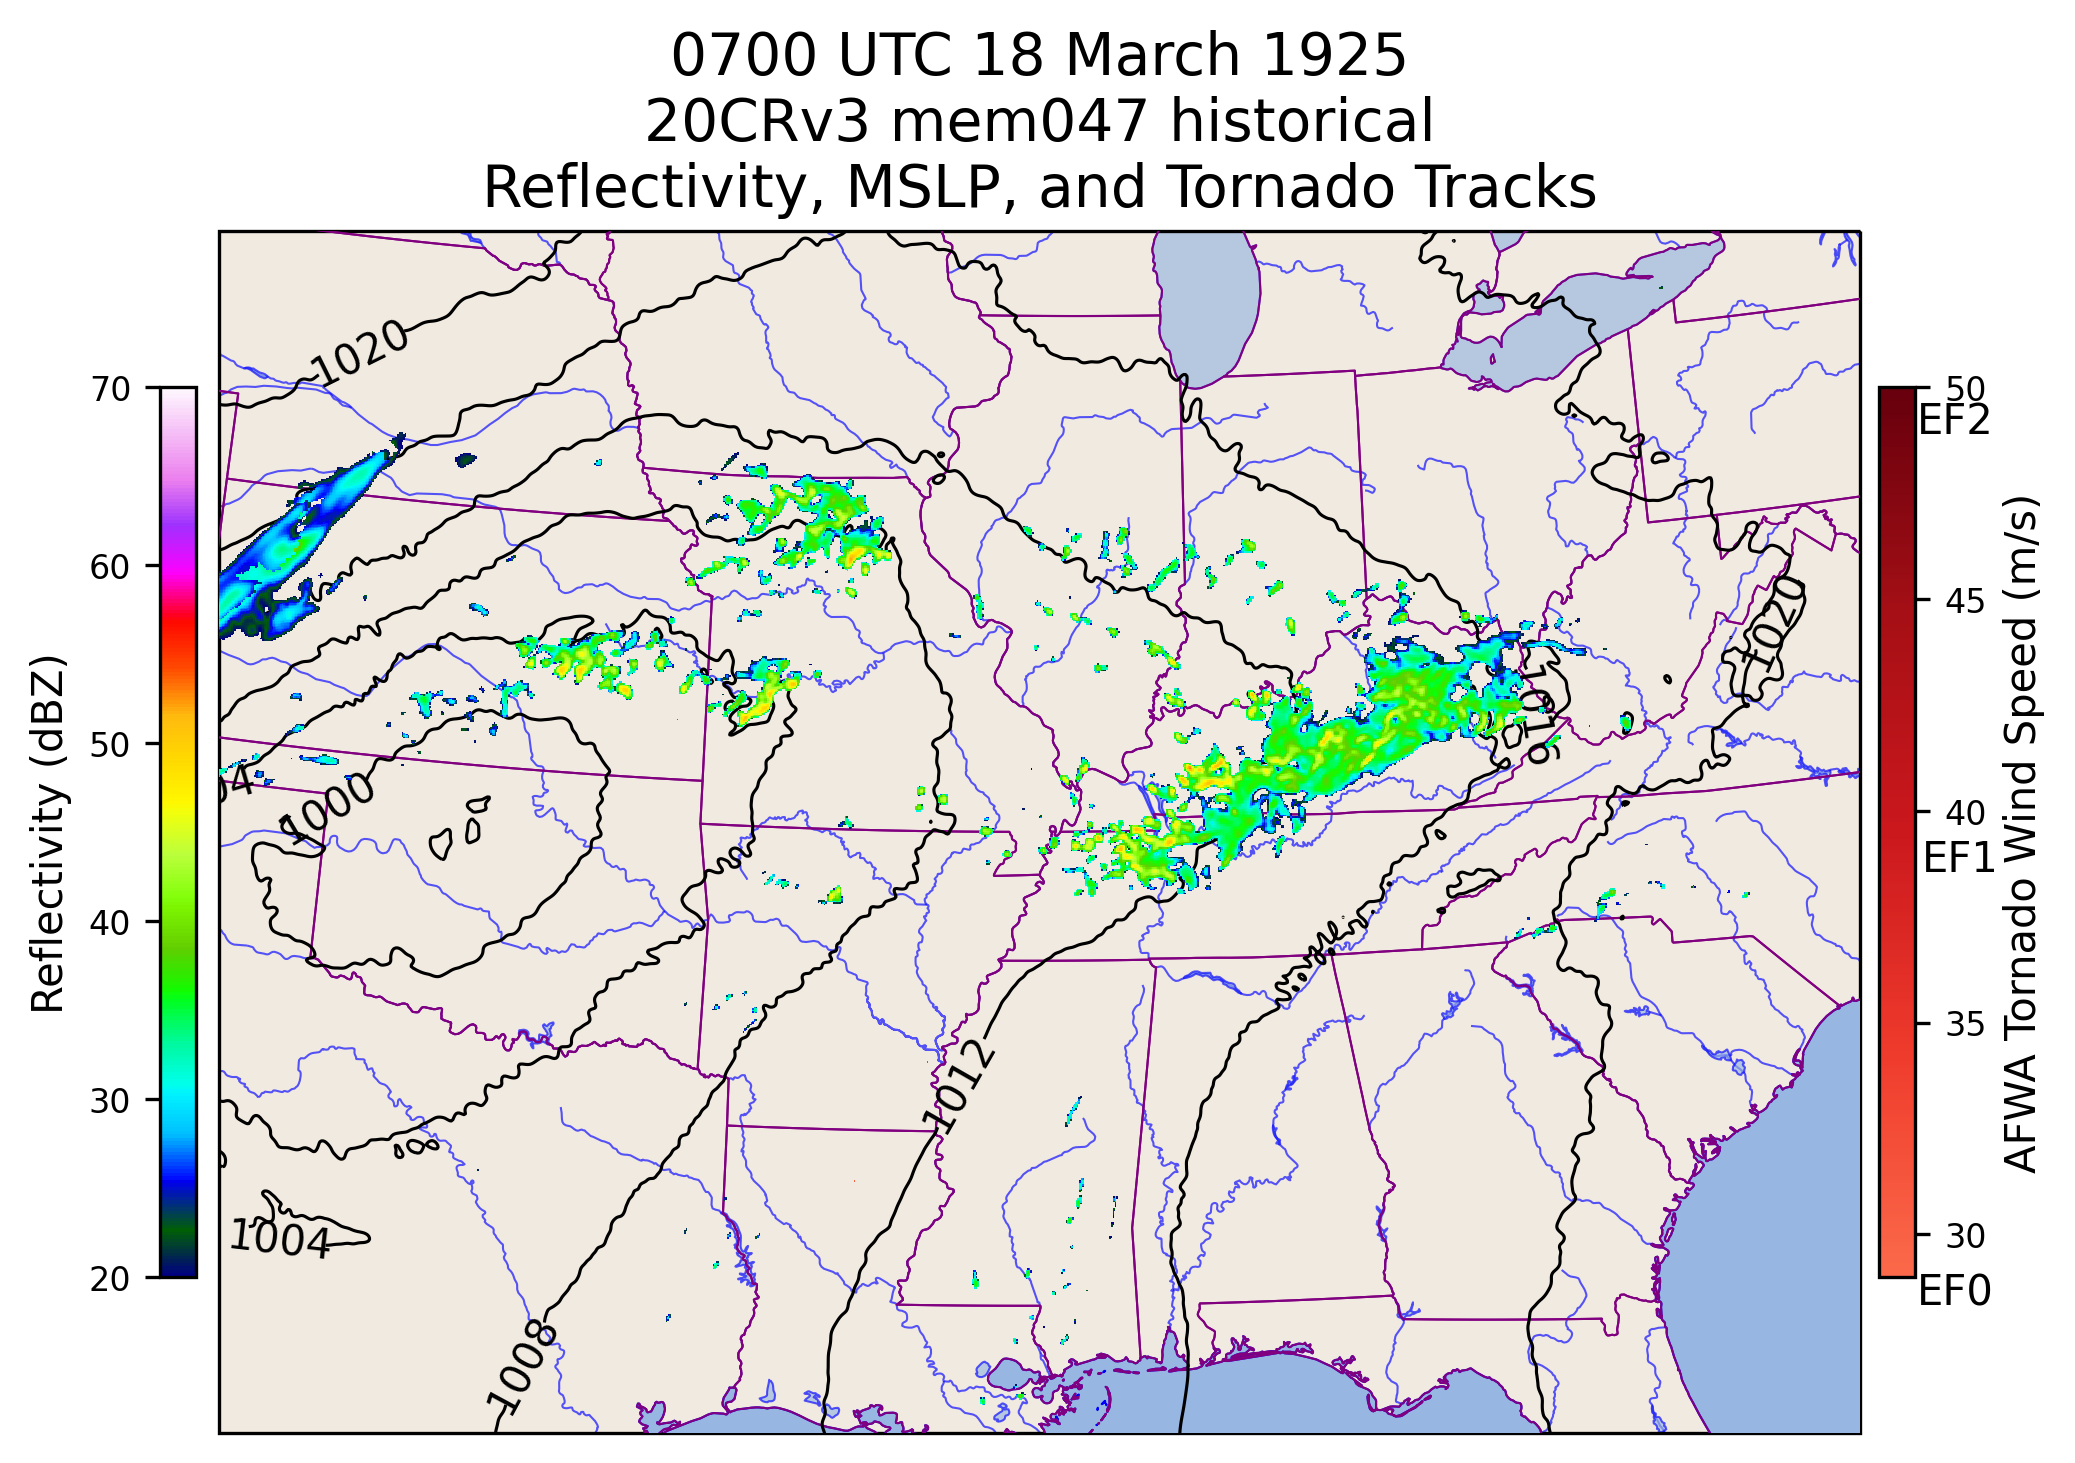 0700 UTC 18 March 1925
20CRv3 mem047 historical
Reflectivity, MSLP, and Tornado Tracks
70
60
50
40
30
20
Reflectivity (dBZ)
1020
1020
1016
1012
1008
1004
1000
04
50
EF2
45
40
EF1
35
30
EF0
AFWA Tornado Wind Speed (m/s)